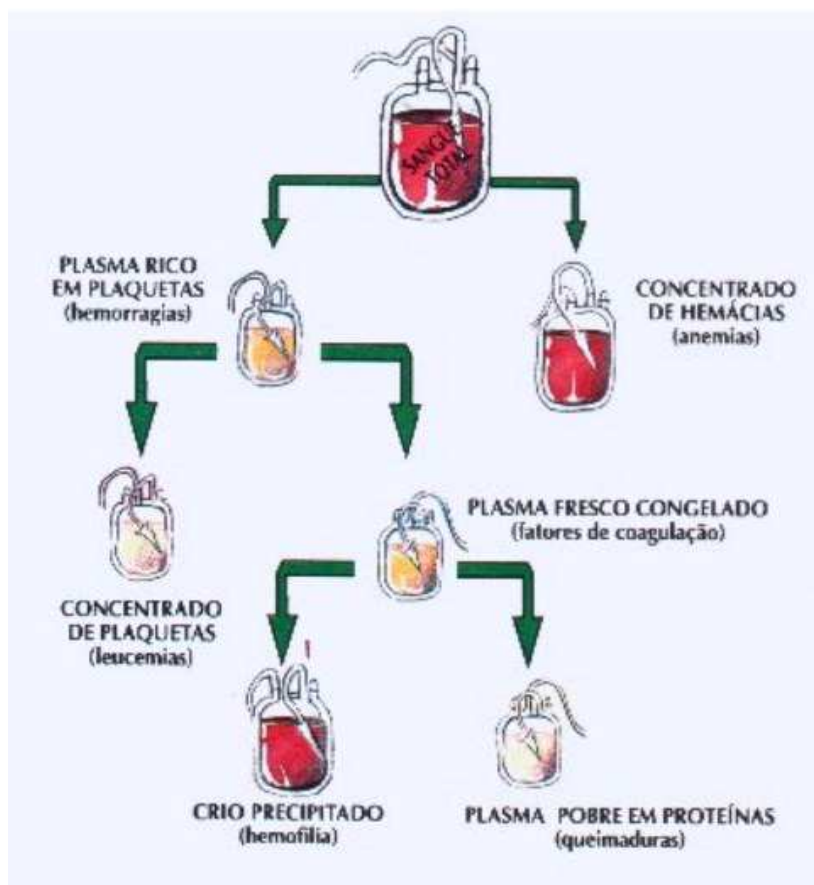 SANGUE
TOTAL
PLASMA RICO
EM PLAQUETAS
(hemorragias)
CONCENTRADO
DE HEMÁCIAS
(anemias)
PLASMA FRESCO CONGELADO
(fatores de coagulação)
CONCENTRADO
DE PLAQUETAS
(leucemias)
CRIO PRECIPITADO
(hemofilia)
PLASMA POBRE EM PROTEÍNAS
(queimaduras)